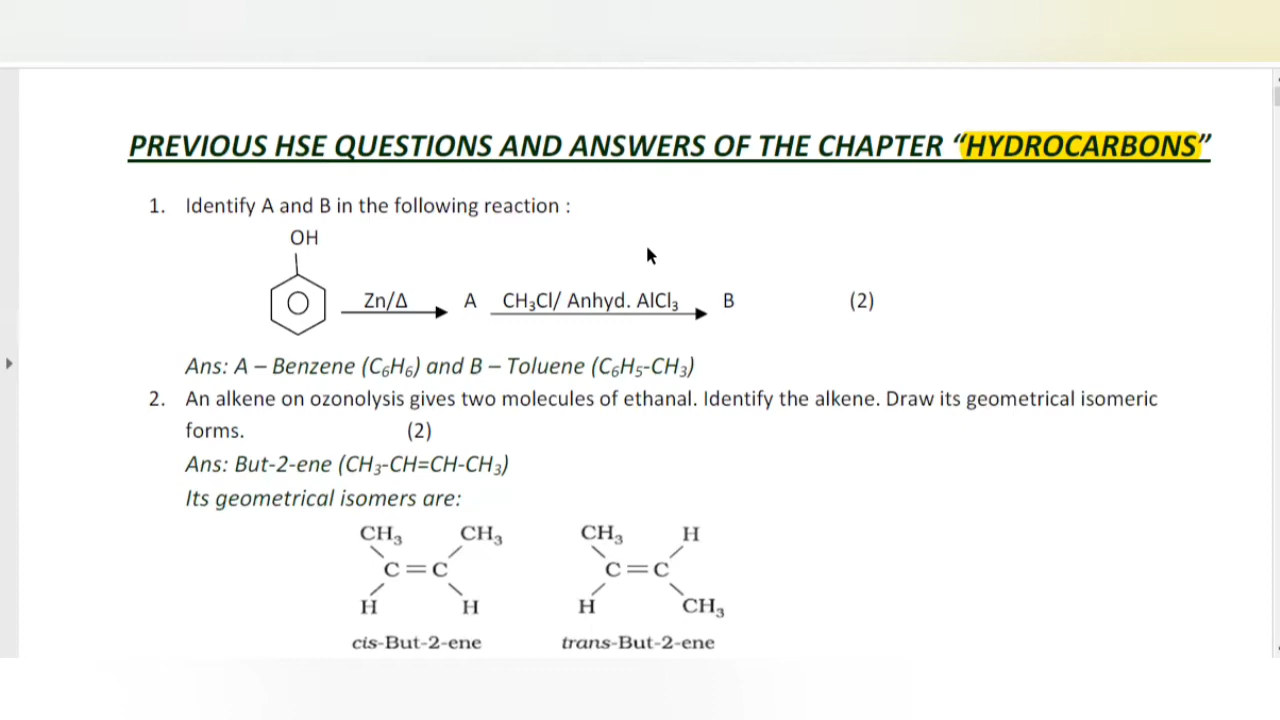 PREVIOUS HSE QUESTIONS AND ANSWERS OF THE CHAPTER “HYDROCARBONS”
1. Identify A and B in the following reaction :
OH
Zn/Δ A CH₃Cl/ Anhyd. AlCl₃ B (2)
Ans: A – Benzene (C₆H₆) and B – Toluene (C₆H₅-CH₃)
2. An alkene on ozonolysis gives two molecules of ethanal. Identify the alkene. Draw its geometrical isomeric
forms. (2)
Ans: But-2-ene (CH₃-CH=CH-CH₃)
Its geometrical isomers are:
CH₃ CH₃ CH₃ H
C=C C=C
H H H CH₃
cis-But-2-ene trans-But-2-ene